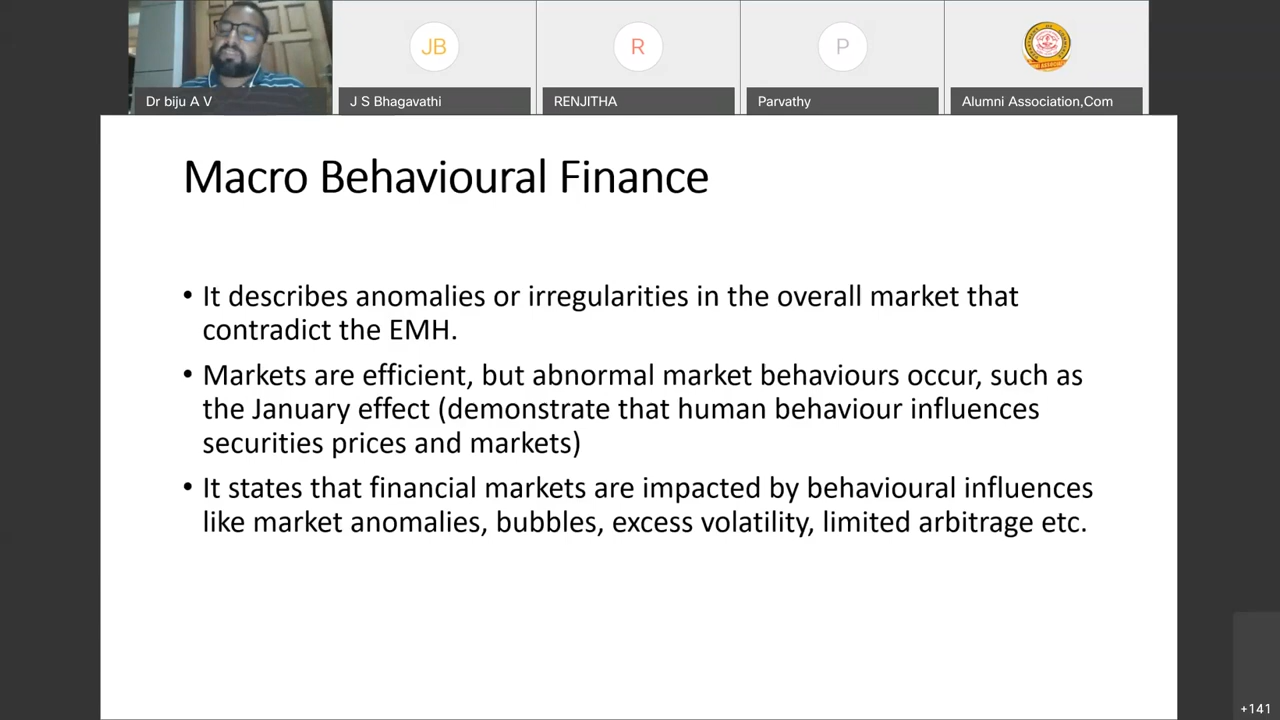 JB
R
P
Dr biju A V
J S Bhagavathi
RENJITHA
Parvathy
Alumni Association,Com
Macro Behavioural Finance
• It describes anomalies or irregularities in the overall market that
contradict the EMH.
• Markets are efficient, but abnormal market behaviours occur, such as
the January effect (demonstrate that human behaviour influences
securities prices and markets)
• It states that financial markets are impacted by behavioural influences
like market anomalies, bubbles, excess volatility, limited arbitrage etc.
+141